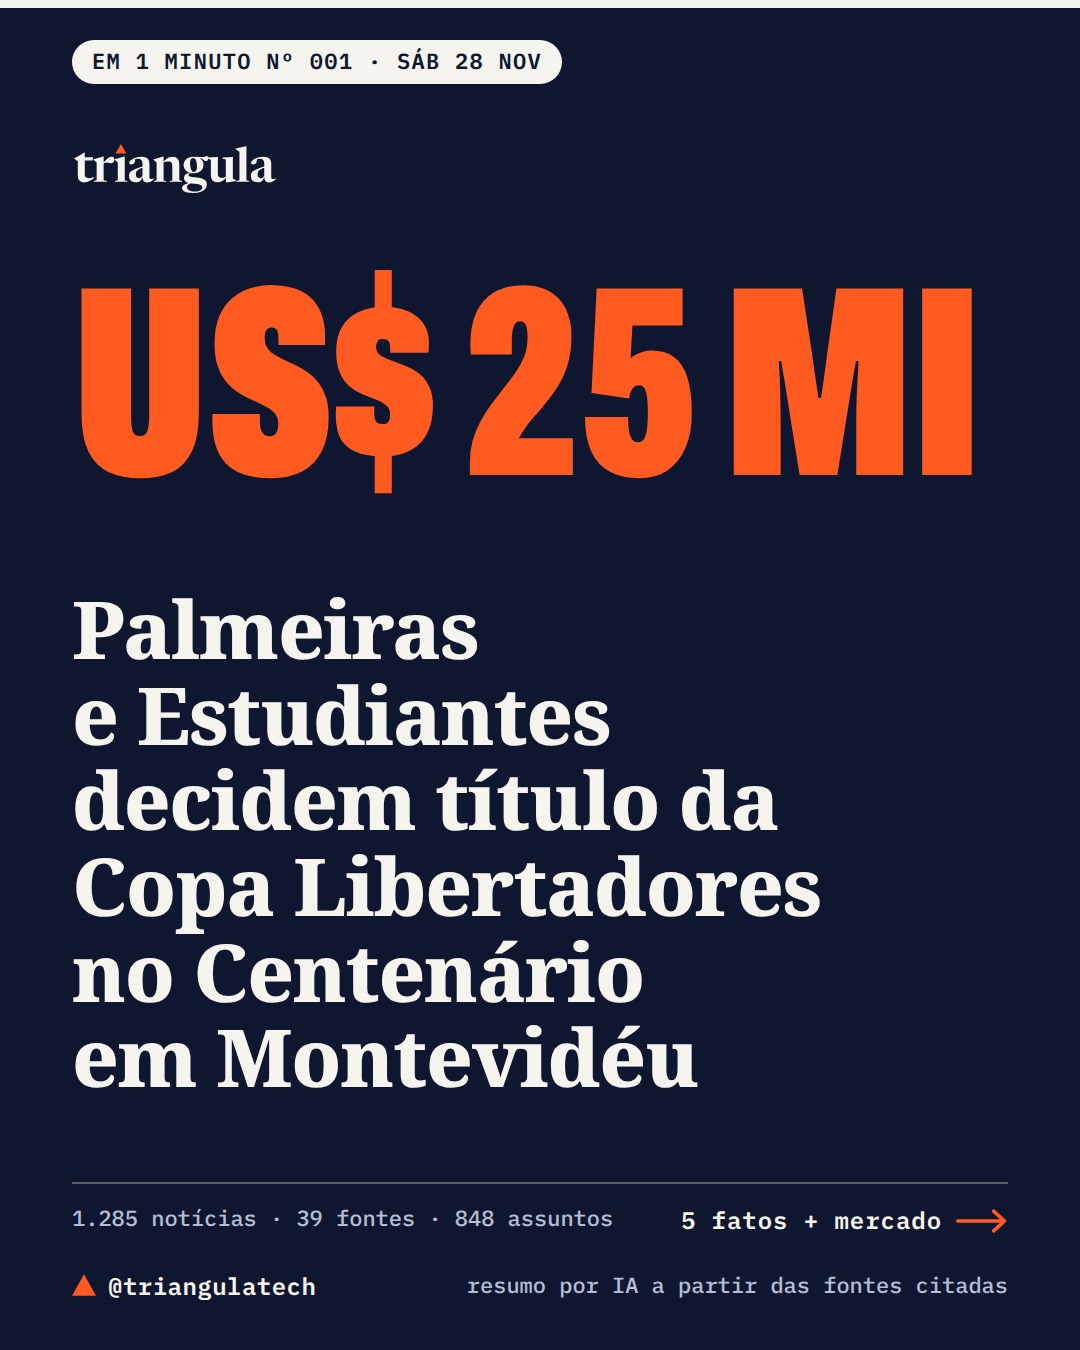 EM 1 MINUTO Nº 001 · SÁB 28 NOV
triangula
US$ 25 MI
Palmeiras
e Estudiantes
decidem título da
Copa Libertadores
no Centenário
em Montevidéu
1.285 notícias · 39 fontes · 848 assuntos
5 fatos + mercado →
@triangulatech
resumo por IA a partir das fontes citadas